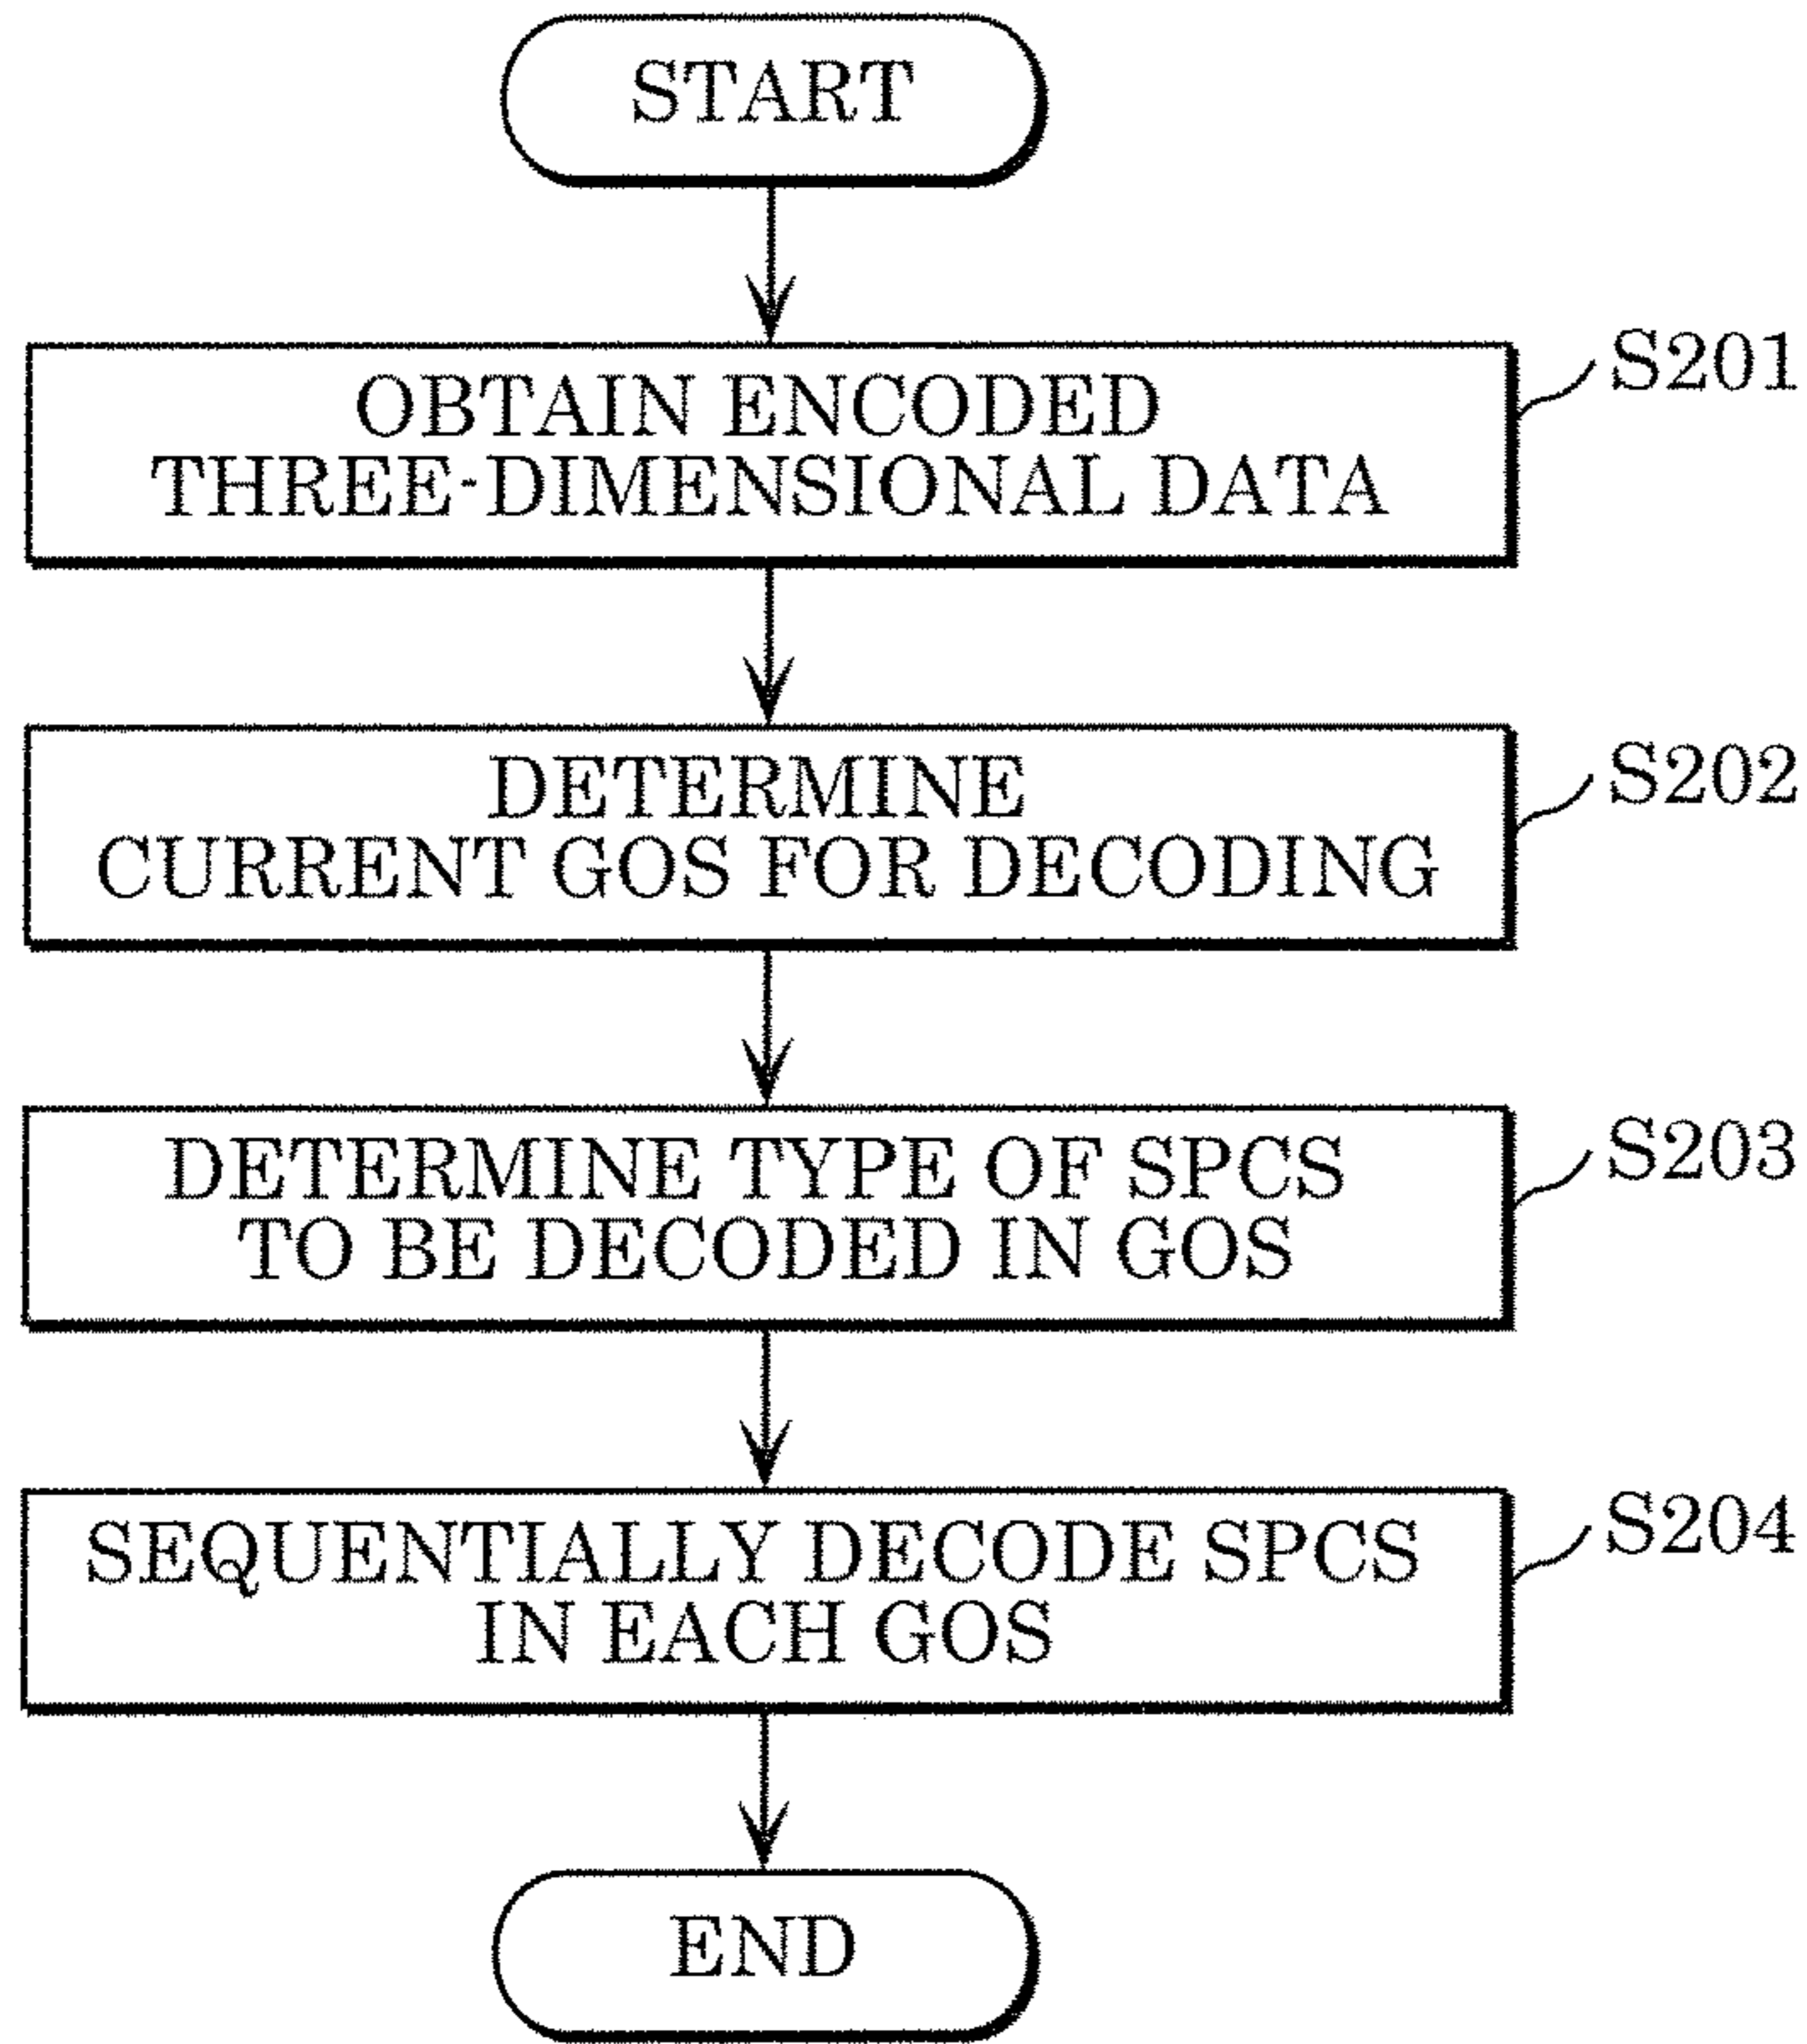 START
OBTAIN ENCODED
THREE-DIMENSIONAL DATA
S201
DETERMINE
CURRENT GOS FOR DECODING
S202
DETERMINE TYPE OF SPCS
TO BE DECODED IN GOS
S203
SEQUENTIALLY DECODE SPCS
IN EACH GOS
S204
END